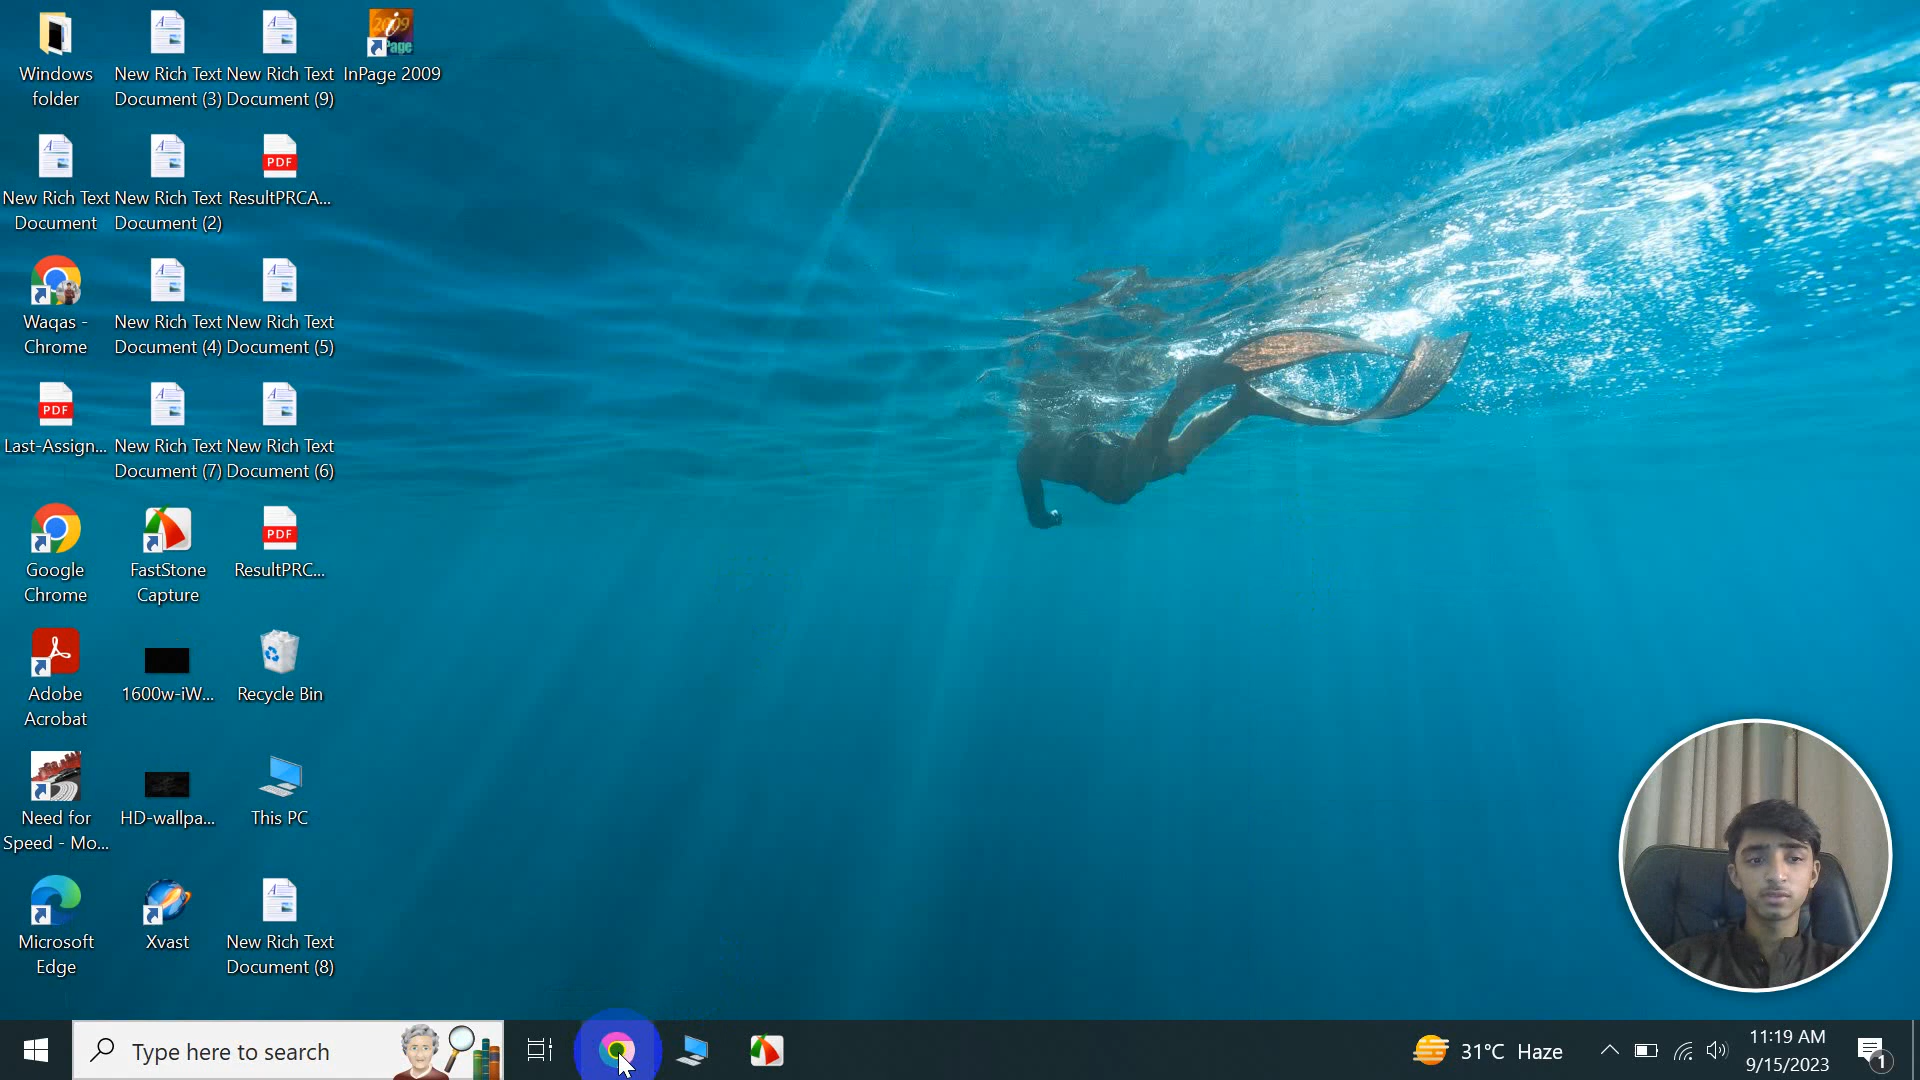 Windows
folder
New Rich Text
Document (3)
New Rich Text
Document (9)
2009
Page
InPage 2009
New Rich Text
Document
New Rich Text
Document (2)
PDF
ResultPRCA...
Waqas -
Chrome
New Rich Text
Document (4)
New Rich Text
Document (5)
PDF
Last-Assign...
New Rich Text
Document (7)
New Rich Text
Document (6)
Google
Chrome
FastStone
Capture
PDF
ResultPRC...
Adobe
Acrobat
1600w-iW...
Recycle Bin
Need for
Speed - Mo...
HD-wallpa...
This PC
Microsoft
Edge
Xvast
New Rich Text
Document (8)
Type here to search
31°C Haze
11:19 AM
9/15/2023
1